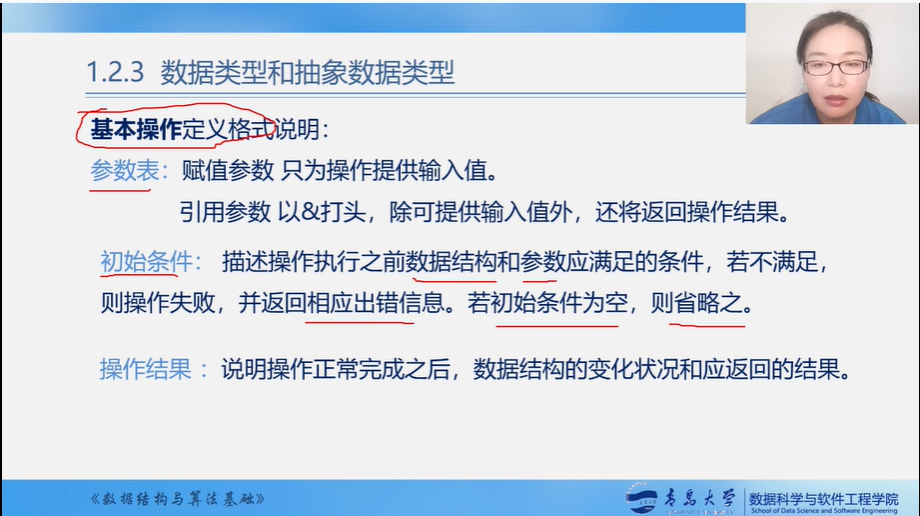 1.2.3 数据类型和抽象数据类型
基本操作定义格式说明：
参数表：赋值参数 只为操作提供输入值。
引用参数 以&打头，除可提供输入值外，还将返回操作结果。
初始条件： 描述操作执行之前数据结构和参数应满足的条件，若不满足，
则操作失败，并返回相应出错信息。若初始条件为空，则省略之。
操作结果 ： 说明操作正常完成之后，数据结构的变化状况和应返回的结果。
《数据结构与算法基础》
青岛大学
数据科学与软件工程学院
School of Data Science and Software Engineering